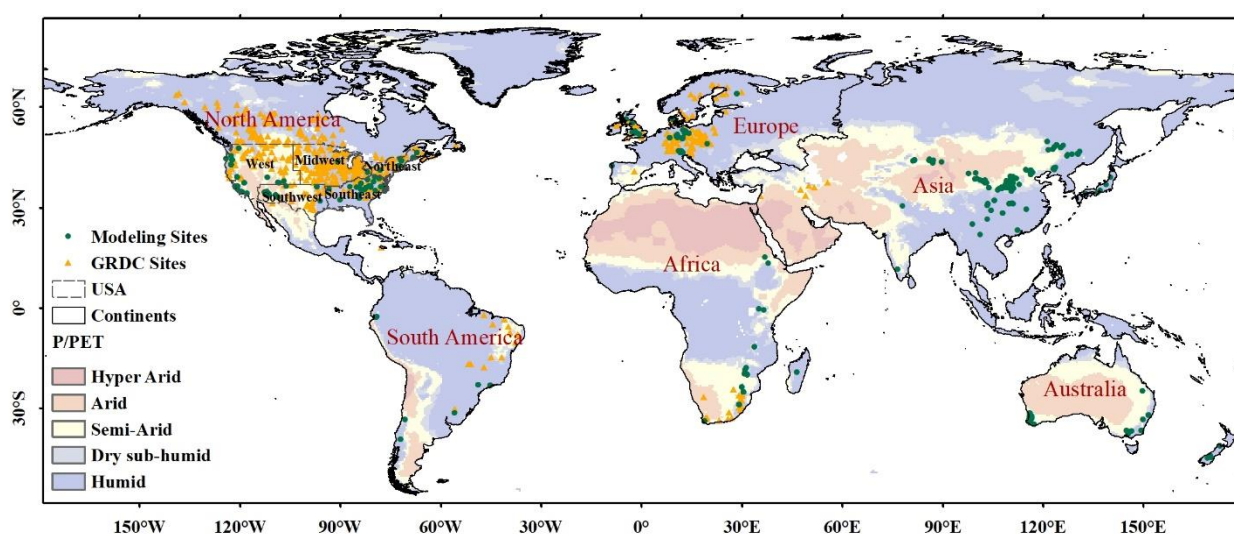 60°N
30°N
0°
30°S
North America
West
Midwest
Northeast
Southwest
Southeast
Europe
Asia
Africa
South America
Australia
Modeling Sites
GRDC Sites
USA
Continents
P/PET
Hyper Arid
Arid
Semi-Arid
Dry sub-humid
Humid
150°W 120°W 90°W 60°W 30°W 0° 30°E 60°E 90°E 120°E 150°E